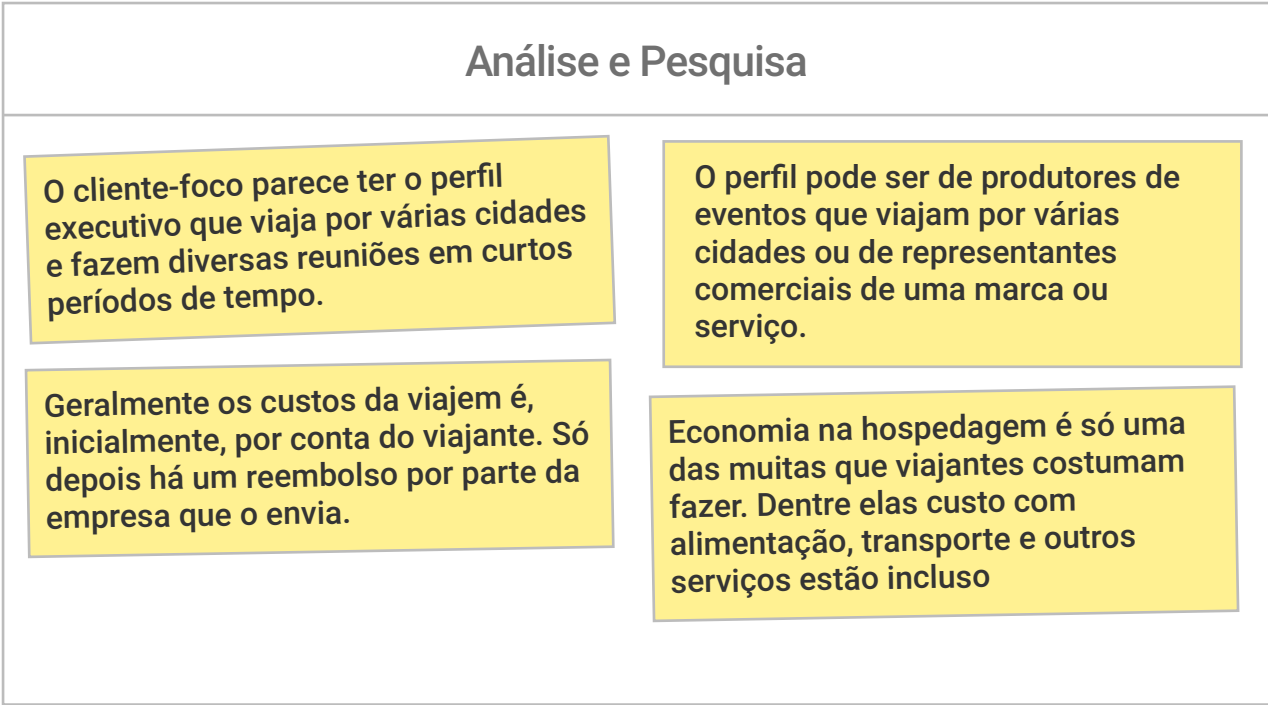 Análise e Pesquisa
O cliente-foco parece ter o perfil
executivo que viaja por várias cidades
e fazem diversas reuniões em curtos
períodos de tempo.
O perfil pode ser de produtores de
eventos que viajam por várias
cidades ou de representantes
comerciais de uma marca ou
serviço.
Geralmente os custos da viajem é,
inicialmente, por conta do viajante. Só
depois há um reembolso por parte da
empresa que o envia.
Economia na hospedagem é só uma
das muitas que viajantes costumam
fazer. Dentre elas custo com
alimentação, transporte e outros
serviços estão incluso